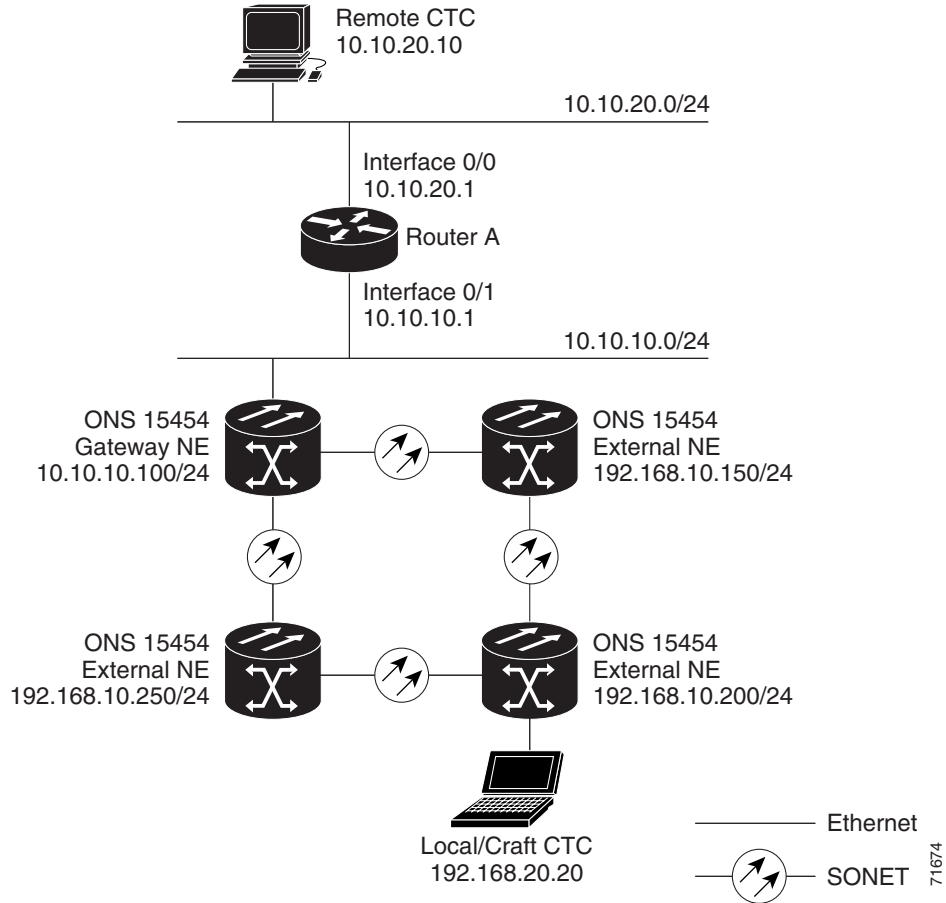 Remote CTC
10.10.20.10
10.10.20.0/24
Interface 0/0
10.10.20.1
Router A
Interface 0/1
10.10.10.1
10.10.10.0/24
ONS 15454
Gateway NE
10.10.10.100/24
ONS 15454
External NE
192.168.10.150/24
ONS 15454
External NE
192.168.10.250/24
ONS 15454
External NE
192.168.10.200/24
Local/Craft CTC
192.168.20.20
Ethernet
SONET
71674